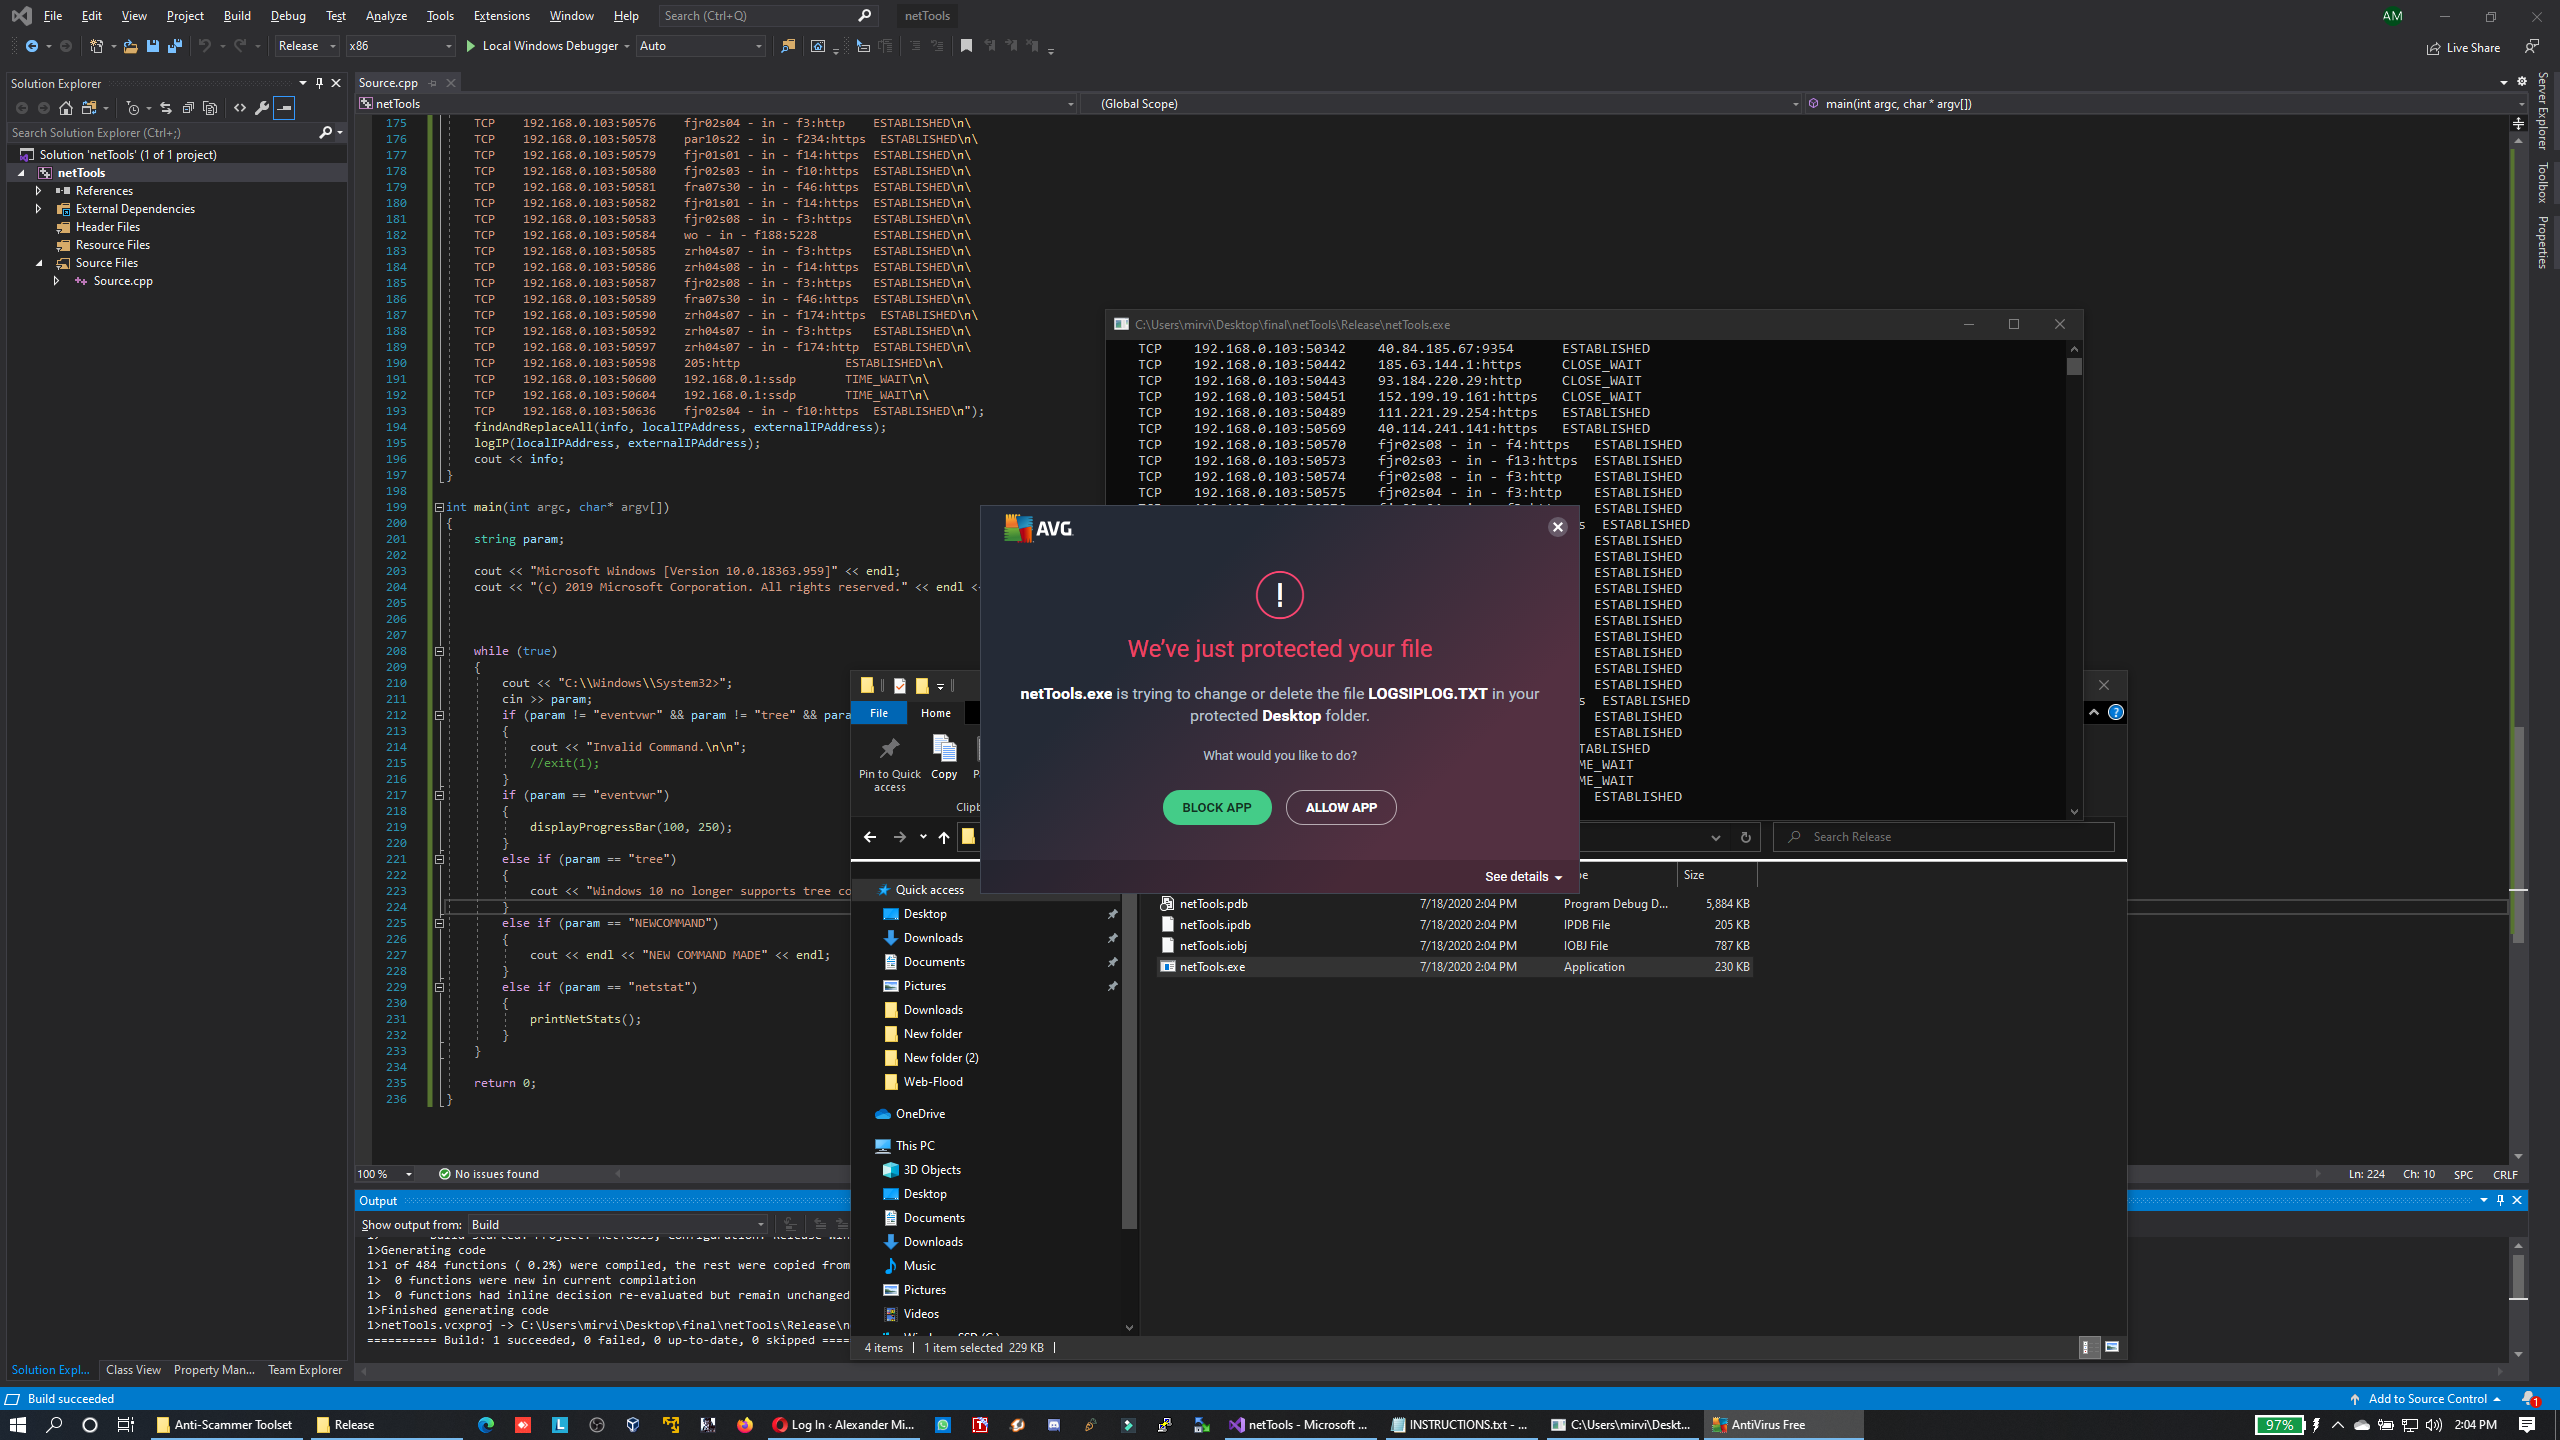 File Edit View Project Build Debug Test Analyze Tools Extensions Window Help Search (Ctrl+Q) netTools AM
Release x86 Local Windows Debugger Auto Live Share
Solution Explorer
Search Solution Explorer (Ctrl+;)
Solution 'netTools' (1 of 1 project)
netTools
References
External Dependencies
Header Files
Resource Files
Source Files
Source.cpp
Solution Expl... Class View Property Man... Team Explorer
Source.cpp
netTools (Global Scope) main(int argc, char * argv[])
175 TCP 192.168.0.103:50576 fjr02s04 - in - f3:http ESTABLISHED\n\
176 TCP 192.168.0.103:50578 par10s22 - in - f234:https ESTABLISHED\n\
177 TCP 192.168.0.103:50579 fjr01s01 - in - f14:https ESTABLISHED\n\
178 TCP 192.168.0.103:50580 fjr02s03 - in - f10:https ESTABLISHED\n\
179 TCP 192.168.0.103:50581 fra07s30 - in - f46:https ESTABLISHED\n\
180 TCP 192.168.0.103:50582 fjr01s01 - in - f14:https ESTABLISHED\n\
181 TCP 192.168.0.103:50583 fjr02s08 - in - f3:https ESTABLISHED\n\
182 TCP 192.168.0.103:50584 wo - in - f188:5228 ESTABLISHED\n\
183 TCP 192.168.0.103:50585 zrh04s07 - in - f3:https ESTABLISHED\n\
184 TCP 192.168.0.103:50586 zrh04s08 - in - f14:https ESTABLISHED\n\
185 TCP 192.168.0.103:50587 fjr02s08 - in - f3:https ESTABLISHED\n\
186 TCP 192.168.0.103:50589 fra07s30 - in - f46:https ESTABLISHED\n\
187 TCP 192.168.0.103:50590 zrh04s07 - in - f174:https ESTABLISHED\n\
188 TCP 192.168.0.103:50592 zrh04s07 - in - f3:https ESTABLISHED\n\
189 TCP 192.168.0.103:50597 zrh04s07 - in - f174:http ESTABLISHED\n\
190 TCP 192.168.0.103:50598 205:http ESTABLISHED\n\
191 TCP 192.168.0.103:50600 192.168.0.1:ssdp TIME_WAIT\n\
192 TCP 192.168.0.103:50604 192.168.0.1:ssdp TIME_WAIT\n\
193 TCP 192.168.0.103:50636 fjr02s04 - in - f10:https ESTABLISHED\n");
194 findAndReplaceAll(info, localIPAddress, externalIPAddress);
195 logIP(localIPAddress, externalIPAddress);
196 cout << info;
197 }
198
199 int main(int argc, char* argv[])
200 {
201 string param;
202
203 cout << "Microsoft Windows [Version 10.0.18363.959]" << endl;
204 cout << "(c) 2019 Microsoft Corporation. All rights reserved." << endl <
205
206
207
208 while (true)
209 {
210 cout << "C:\\Windows\\System32>";
211 cin >> param;
212 if (param != "eventvwr" && param != "tree" && para
213 {
214 cout << "Invalid Command.\n\n";
215 //exit(1);
216 }
217 if (param == "eventvwr")
218 {
219 displayProgressBar(100, 250);
220 }
221 else if (param == "tree")
222 {
223 cout << "Windows 10 no longer supports tree co
224 }
225 else if (param == "NEWCOMMAND")
226 {
227 cout << endl << "NEW COMMAND MADE" << endl;
228 }
229 else if (param == "netstat")
230 {
231 printNetStats();
232 }
233 }
234
235 return 0;
236 }
100 % No issues found Ln: 224 Ch: 10 SPC CRLF
Output
Show output from: Build
1>Generating code
1>1 of 484 functions ( 0.2%) were compiled, the rest were copied from
1> 0 functions were new in current compilation
1> 0 functions had inline decision re-evaluated but remain unchanged
1>Finished generating code
1>netTools.vcxproj -> C:\Users\mirvi\Desktop\final\netTools\Release\n
========== Build: 1 succeeded, 0 failed, 0 up-to-date, 0 skipped ====
Server Explorer
Toolbox
Properties
C:\Users\mirvi\Desktop\final\netTools\Release\netTools.exe
TCP 192.168.0.103:50342 40.84.185.67:9354 ESTABLISHED
TCP 192.168.0.103:50442 185.63.144.1:https CLOSE_WAIT
TCP 192.168.0.103:50443 93.184.220.29:http CLOSE_WAIT
TCP 192.168.0.103:50451 152.199.19.161:https CLOSE_WAIT
TCP 192.168.0.103:50489 111.221.29.254:https ESTABLISHED
TCP 192.168.0.103:50569 40.114.241.141:https ESTABLISHED
TCP 192.168.0.103:50570 fjr02s08 - in - f4:https ESTABLISHED
TCP 192.168.0.103:50573 fjr02s03 - in - f13:https ESTABLISHED
TCP 192.168.0.103:50574 fjr02s08 - in - f3:http ESTABLISHED
TCP 192.168.0.103:50575 fjr02s04 - in - f3:http ESTABLISHED
ESTABLISHED
s ESTABLISHED
ESTABLISHED
ESTABLISHED
ESTABLISHED
ESTABLISHED
ESTABLISHED
ESTABLISHED
ESTABLISHED
ESTABLISHED
ESTABLISHED
ESTABLISHED
s ESTABLISHED
ESTABLISHED
ESTABLISHED
TABLISHED
ME_WAIT
ME_WAIT
ESTABLISHED
AVG
!
We've just protected your file
netTools.exe is trying to change or delete the file LOGSIPLOG.TXT in your
protected Desktop folder.
What would you like to do?
BLOCK APP ALLOW APP
See details
File Home
Pin to Quick
access
Copy
Clipb
Search Release
Size
Quick access
Desktop
Downloads
Documents
Pictures
Downloads
New folder
New folder (2)
Web-Flood
OneDrive
This PC
3D Objects
Desktop
Documents
Downloads
Music
Pictures
Videos
netTools.pdb 7/18/2020 2:04 PM Program Debug D... 5,884 KB
netTools.ipdb 7/18/2020 2:04 PM IPDB File 205 KB
netTools.iobj 7/18/2020 2:04 PM IOBJ File 787 KB
netTools.exe 7/18/2020 2:04 PM Application 230 KB
4 items 1 item selected 229 KB
Build succeeded Add to Source Control 1
Anti-Scammer Toolset Release Log In ‹ Alexander Mi... netTools - Microsoft ... INSTRUCTIONS.txt - ... C:\Users\mirvi\Deskt... AntiVirus Free 97% 2:04 PM